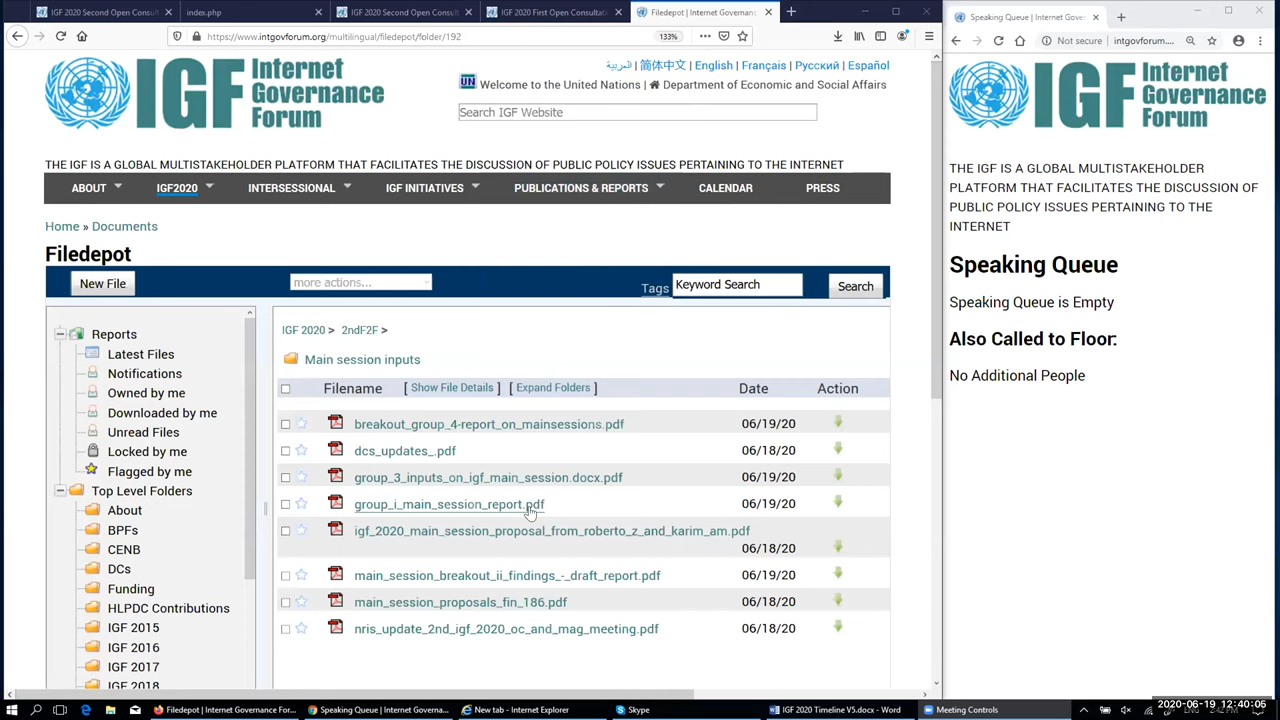 IGF 2020 Second Open Consult
index.php
IGF 2020 Second Open Consult
IGF 2020 First Open Consultat
Filedepot | Internet Governance
https://www.intgovforum.org/multilingual/filedepot/folder/192
133%
IGF Internet Governance Forum
العربية | 简体中文 | English | Français | Русский | Español
UN Welcome to the United Nations | Department of Economic and Social Affairs
Search IGF Website
THE IGF IS A GLOBAL MULTISTAKEHOLDER PLATFORM THAT FACILITATES THE DISCUSSION OF PUBLIC POLICY ISSUES PERTAINING TO THE INTERNET
ABOUT IGF2020 INTERSESSIONAL IGF INITIATIVES PUBLICATIONS & REPORTS CALENDAR PRESS
Home » Documents
Filedepot
New File more actions... Tags Keyword Search Search
Reports
Latest Files
Notifications
Owned by me
Downloaded by me
Unread Files
Locked by me
Flagged by me
Top Level Folders
About
BPFs
CENB
DCs
Funding
HLPDC Contributions
IGF 2015
IGF 2016
IGF 2017
IGF 2018
IGF 2020 > 2ndF2F >
Main session inputs
Filename [ Show File Details ] [ Expand Folders ] Date Action
breakout_group_4-report_on_mainsessions.pdf 06/19/20
dcs_updates_.pdf 06/18/20
group_3_inputs_on_igf_main_session.docx.pdf 06/19/20
group_i_main_session_report.pdf 06/19/20
igf_2020_main_session_proposal_from_roberto_z_and_karim_am.pdf
06/18/20
main_session_breakout_ii_findings_-_draft_report.pdf 06/19/20
main_session_proposals_fin_186.pdf 06/18/20
nris_update_2nd_igf_2020_oc_and_mag_meeting.pdf 06/18/20
Speaking Queue | Internet Gover
Not secure | intgovforum....
IGF Internet Governance Forum
THE IGF IS A GLOBAL MULTISTAKEHOLDER
PLATFORM THAT FACILITATES THE DISCUSSION OF
PUBLIC POLICY ISSUES PERTAINING TO THE
INTERNET
Speaking Queue
Speaking Queue is Empty
Also Called to Floor:
No Additional People
Filedepot | Internet Governance For...
Speaking Queue | Internet Governa...
New tab - Internet Explorer
Skype
IGF 2020 Timeline V5.docx - Word
Meeting Controls
2020-06-19 12:40:05